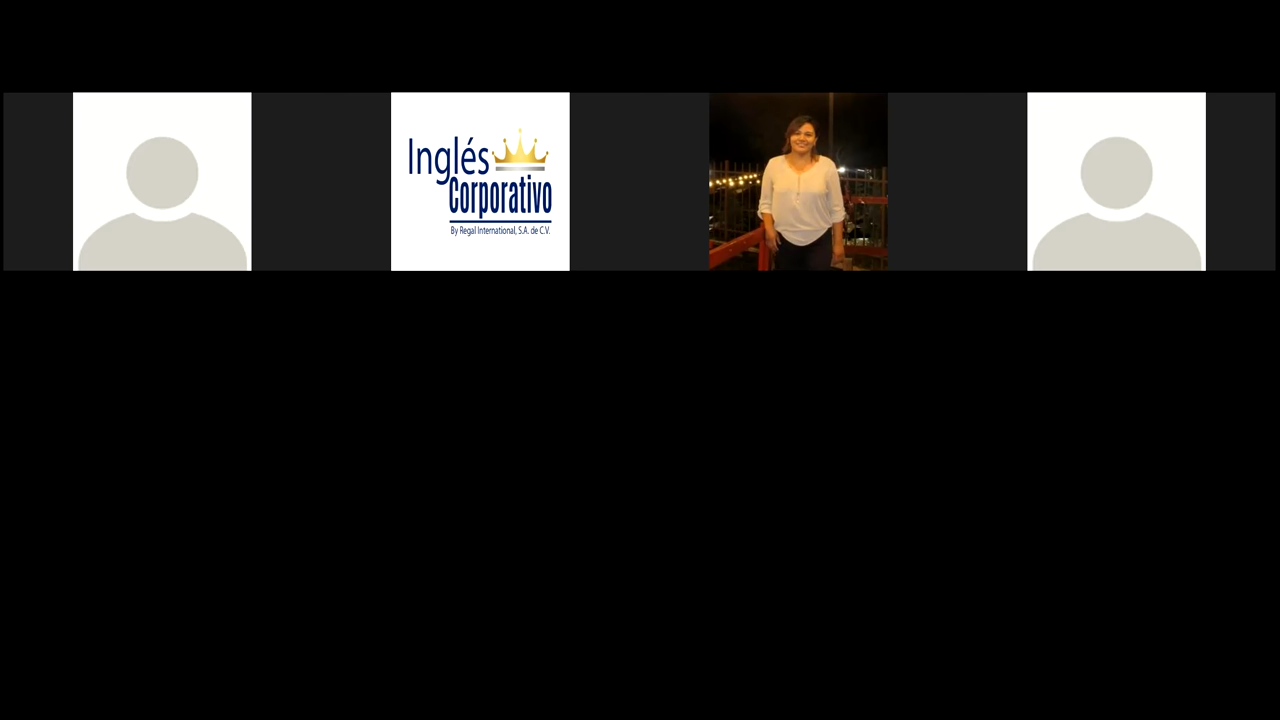 Inglés
Corporativo
By Regal International, S.A. de C.V.